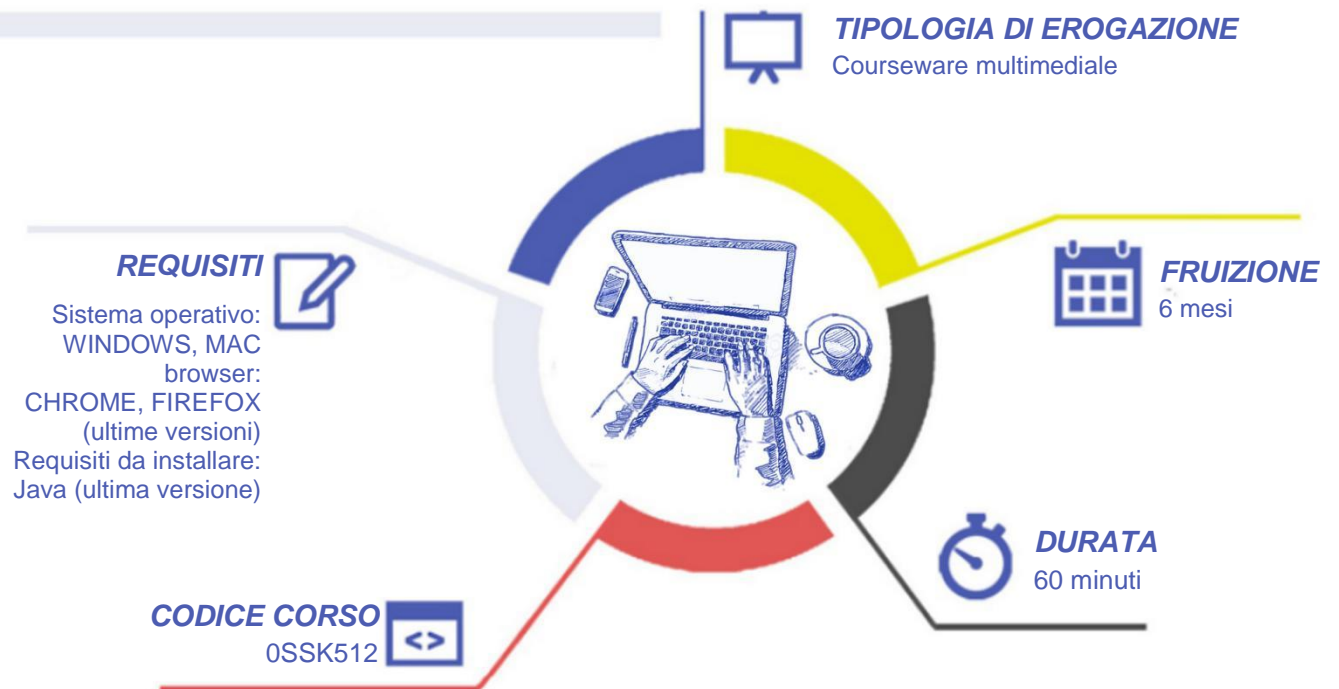 TIPOLOGIA DI EROGAZIONE
Courseware multimediale
REQUISITI
Sistema operativo:
WINDOWS, MAC
browser:
CHROME, FIREFOX
(ultime versioni)
Requisiti da installare:
Java (ultima versione)
FRUIZIONE
6 mesi
DURATA
60 minuti
CODICE CORSO
0SSK512
<>